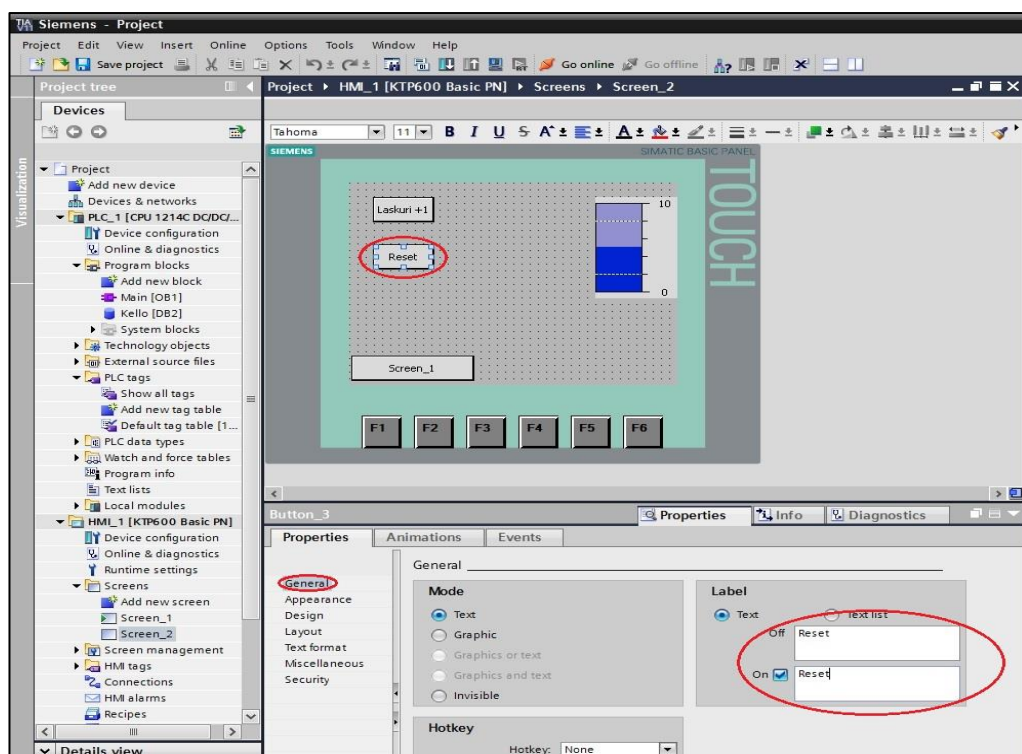 Siemens - Project
Project Edit View Insert Online Options Tools Window Help
Save project Go online Go offline
Project tree
Project HMI_1 [KTP600 Basic PN] Screens Screen_2
Devices
Tahoma 11 B I U S A A
Visualization
Project
Add new device
Devices & networks
PLC_1 [CPU 1214C DC/DC/...
Device configuration
Online & diagnostics
Program blocks
Add new block
Main [OB1]
Kello [DB2]
System blocks
Technology objects
External source files
PLC tags
Show all tags
Add new tag table
Default tag table [1...
PLC data types
Watch and force tables
Program info
Text lists
Local modules
HMI_1 [KTP600 Basic PN]
Device configuration
Online & diagnostics
Runtime settings
Screens
Add new screen
Screen_1
Screen_2
Screen management
HMI tags
Connections
HMI alarms
Recipes
Details view
SIEMENS SIMATIC BASIC PANEL
TOUCH
Laskuri +1
10
Reset
0
Screen_1
F1 F2 F3 F4 F5 F6
Button_3
Properties Info Diagnostics
Properties Animations Events
General
Appearance
Design
Layout
Text format
Miscellaneous
Security
General
Mode
Text
Graphic
Graphics or text
Graphics and text
Invisible
Hotkey
Hotkey: None
Label
Text Text list
Off Reset
On Reset